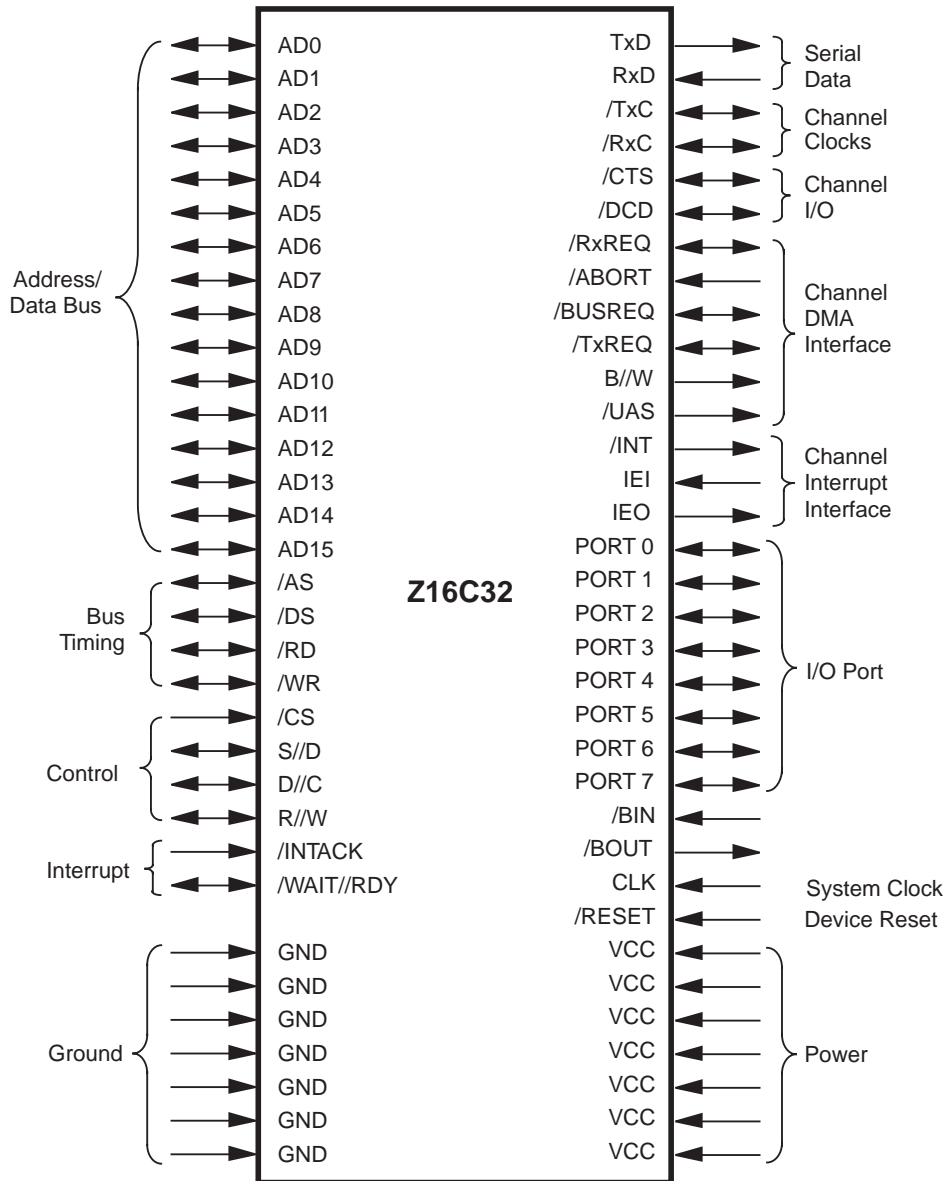 AD0
AD1
AD2
AD3
AD4
AD5
AD6
AD7
AD8
AD9
AD10
AD11
AD12
AD13
AD14
AD15
/AS
/DS
/RD
/WR
/CS
S//D
D//C
R//W
/INTACK
/WAIT//RDY
GND
GND
GND
GND
GND
GND
GND
Address/
Data Bus
Bus
Timing
Control
Interrupt
Ground
Z16C32
TxD
RxD
/TxC
/RxC
/CTS
/DCD
/RxREQ
/ABORT
/BUSREQ
/TxREQ
B//W
/UAS
/INT
IEI
IEO
PORT 0
PORT 1
PORT 2
PORT 3
PORT 4
PORT 5
PORT 6
PORT 7
/BIN
/BOUT
CLK
/RESET
VCC
VCC
VCC
VCC
VCC
VCC
VCC
Serial
Data
Channel
Clocks
Channel
I/O
Channel
DMA
Interface
Channel
Interrupt
Interface
I/O Port
System Clock
Device Reset
Power